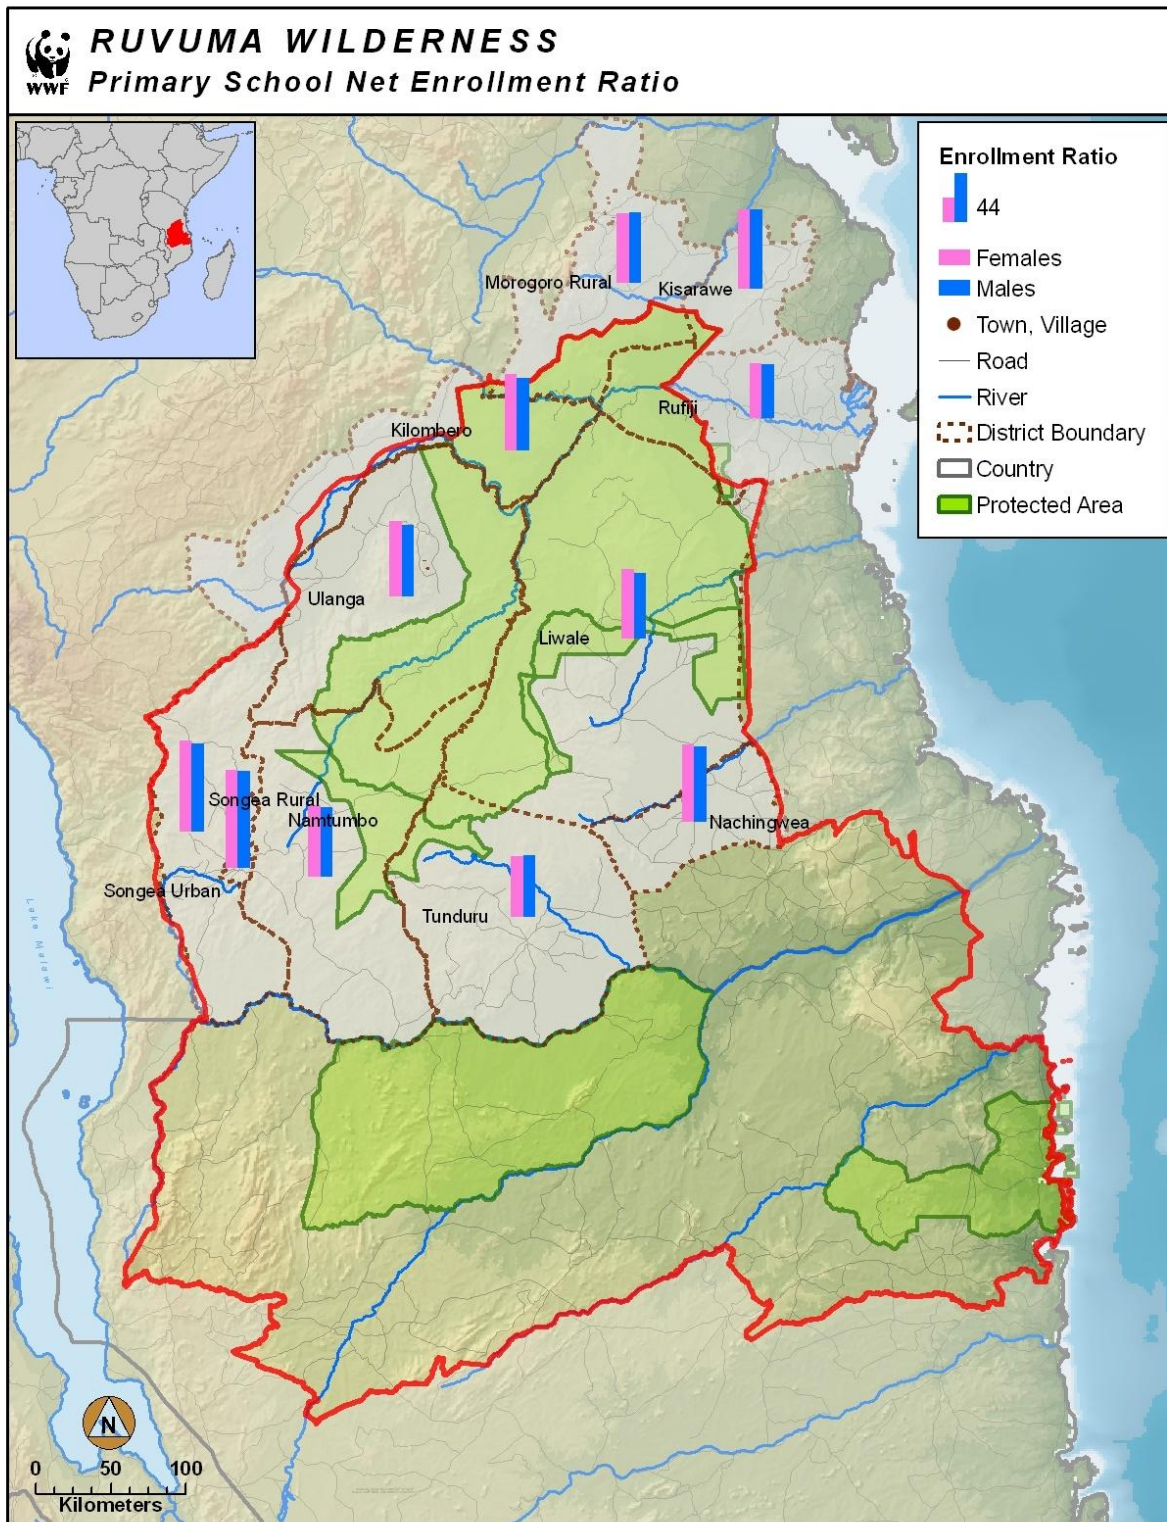 RUVUMA WILDERNESS
WWF
Primary School Net Enrollment Ratio
Enrollment Ratio
44
Females
Males
Town, Village
Road
River
District Boundary
Country
Protected Area
Morogoro Rural
Kisarawe
Rufiji
Kilombero
Ulanga
Liwale
Songea Rural
Namtumbo
Nachingwea
Songea Urban
Tunduru
Lake Malawi
N
0 50 100
Kilometers